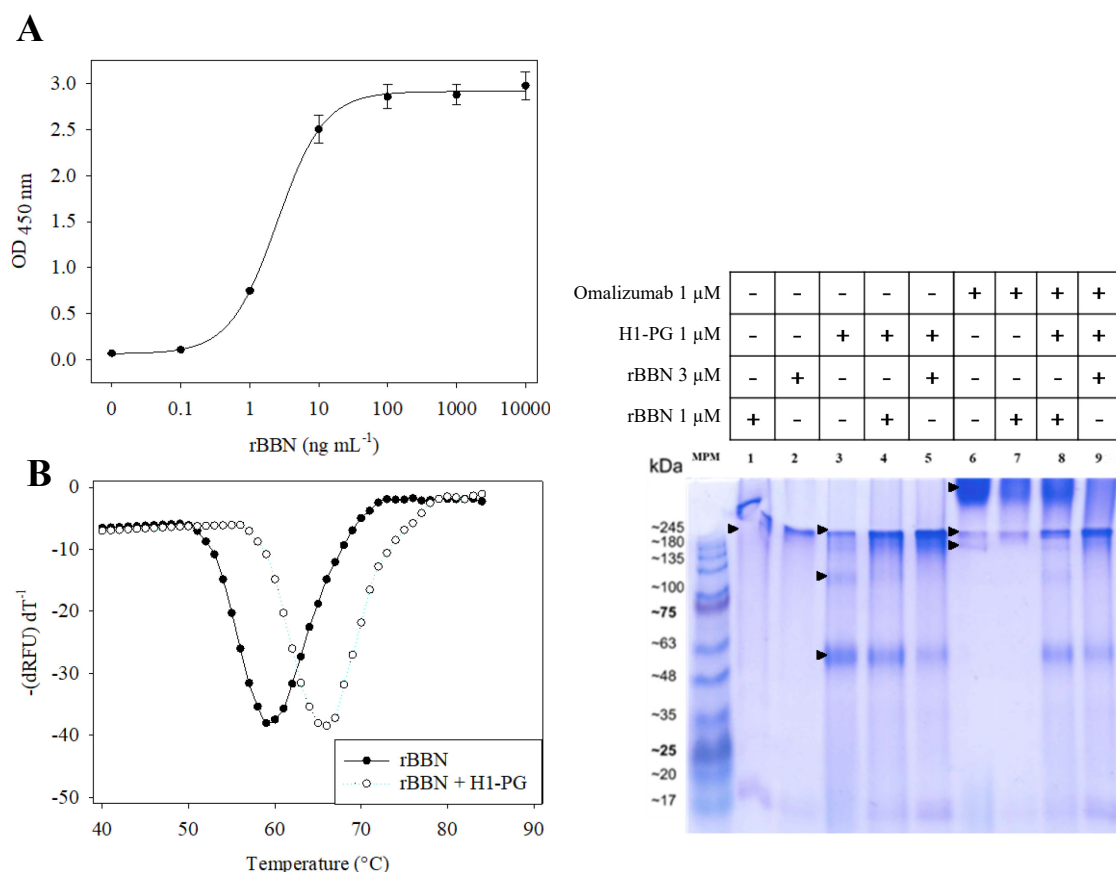 A
3.0
2.5
2.0
1.5
1.0
0.5
0.0
OD 450 nm
0 0.1 1 10 100 1000 10000
rBBN (ng mL-1)
B
0
-10
-20
-30
-40
-50
-(dRFU) dT-1
rBBN
rBBN + H1-PG
40 50 60 70 80 90
Temperature (°C)
Omalizumab 1 µM - - - - - + + + +
H1-PG 1 µM - - + + + - - + +
rBBN 3 µM - + - - + - - - +
rBBN 1 µM + - - + - - + + -
kDa MPM 1 2 3 4 5 6 7 8 9
~245
~180
~135
~100
~75
~63
~48
~35
~25
~20
~17